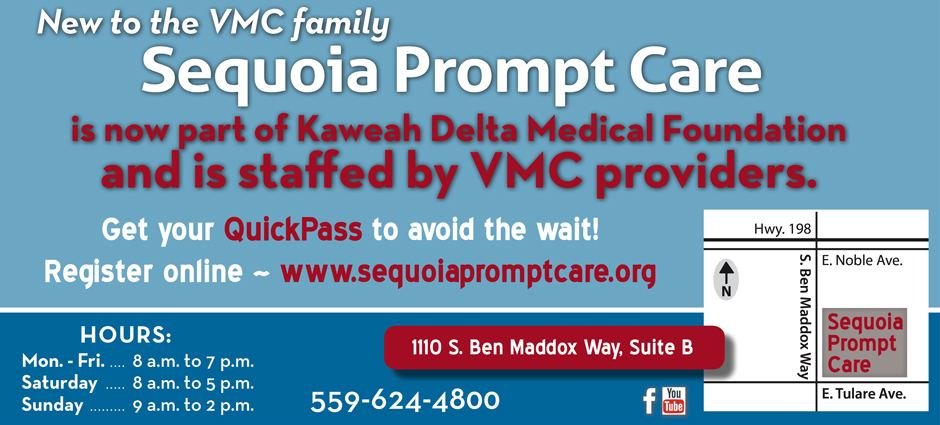 New to the VMC family
Sequoia Prompt Care
is now part of Kaweah Delta Medical Foundation
and is staffed by VMC providers.
Get your QuickPass to avoid the wait!
Register online ~ www.sequoiapromptcare.org
HOURS:
Mon. - Fri. .... 8 a.m. to 7 p.m.
Saturday ..... 8 a.m. to 5 p.m.
Sunday ......... 9 a.m. to 2 p.m.
1110 S. Ben Maddox Way, Suite B
559-624-4800
f
You
Tube
Hwy. 198
N
S. Ben Maddox Way
E. Noble Ave.
Sequoia
Prompt
Care
E. Tulare Ave.